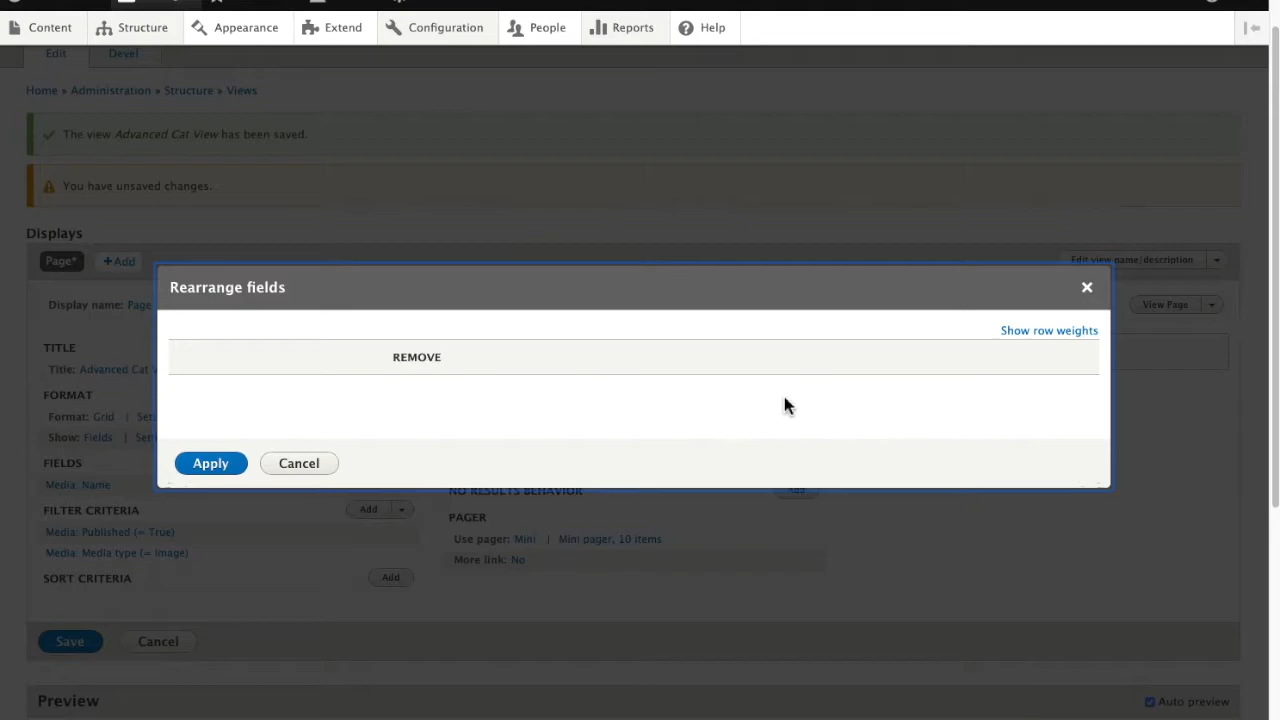 Content Structure Appearance Extend Configuration People Reports Help
Edit Devel
Home » Administration » Structure » Views
The view Advanced Cat View has been saved.
You have unsaved changes.
Displays
Page* +Add Edit view name/description
Rearrange fields
Display name: Page View Page
Show row weights
TITLE
REMOVE
Title: Advanced Cat
FORMAT
Format: Grid |
Show: Fields |
FIELDS
Apply Cancel
Media: Name
NO RESULTS BEHAVIOR Add
FILTER CRITERIA Add
PAGER
Media: Published (= True)
Use pager: Mini | Mini pager, 10 items
Media: Media type (= Image)
More link: No
SORT CRITERIA Add
Save Cancel
Preview Auto preview